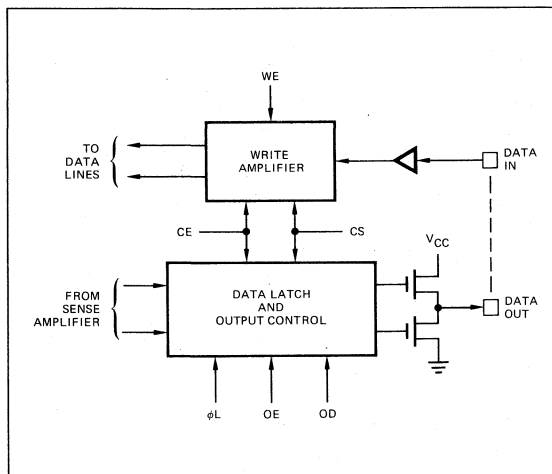 WE
TO
DATA
LINES
WRITE
AMPLIFIER
DATA
IN
CE
CS
VCC
FROM
SENSE
AMPLIFIER
DATA LATCH
AND
OUTPUT CONTROL
DATA
OUT
φL
OE
OD